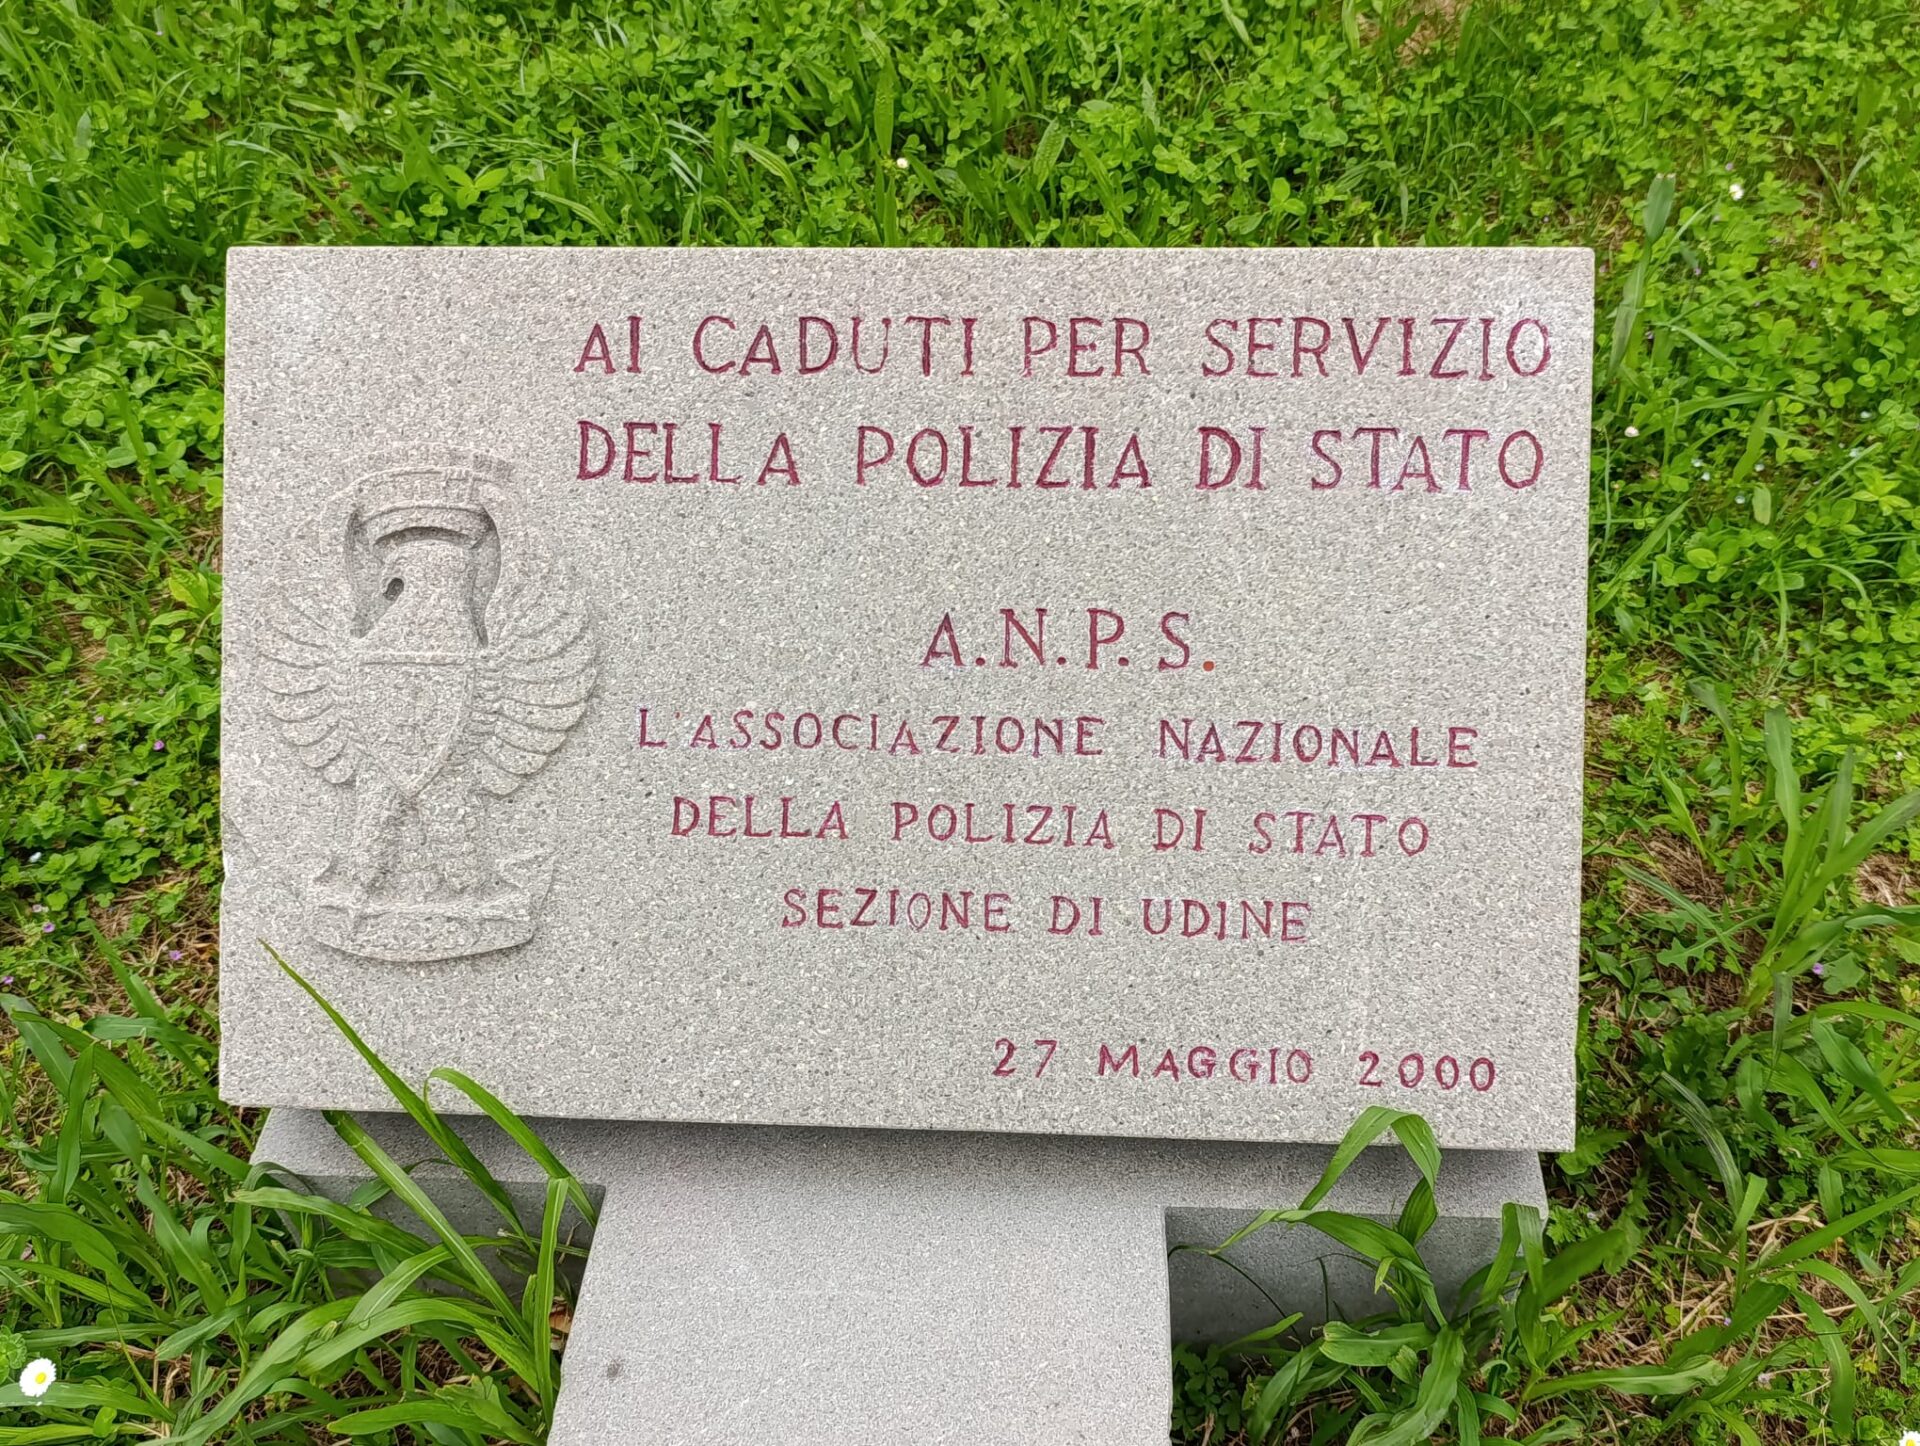 AI CADUTI PER SERVIZIO
DELLA POLIZIA DI STATO
A.N.P.S.
L'ASSOCIAZIONE NAZIONALE
DELLA POLIZIA DI STATO
SEZIONE DI UDINE
27 MAGGIO 2000